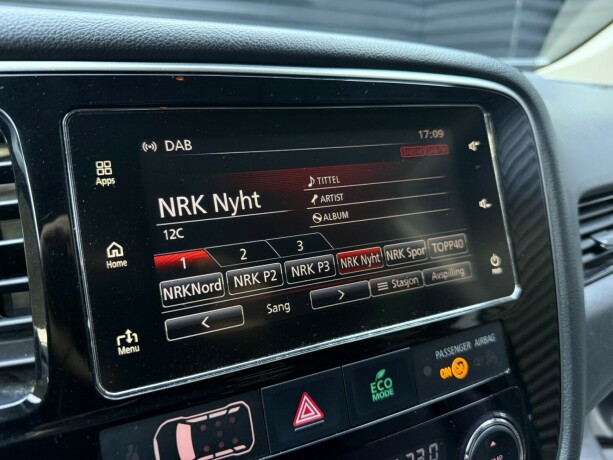 DAB
17:09
Apps
NRK Nyht
TITTEL
ARTIST
ALBUM
12C
Home
1 2 3
NRKNord NRK P2 NRK P3 NRK Nyht NRK Spor TOPP40
< Sang > Stasjon Avspilling
Menu
PASSENGER AIRBAG
ON
ECO
MODE